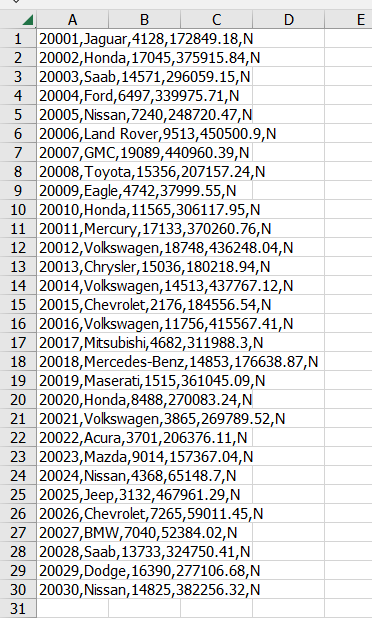 A B C D E
1 20001,Jaguar,4128,172849.18,N
2 20002,Honda,17045,375915.84,N
3 20003,Saab,14571,296059.15,N
4 20004,Ford,6497,339975.71,N
5 20005,Nissan,7240,248720.47,N
6 20006,Land Rover,9513,450500.9,N
7 20007,GMC,19089,440960.39,N
8 20008,Toyota,15356,207157.24,N
9 20009,Eagle,4742,37999.55,N
10 20010,Honda,11565,306117.95,N
11 20011,Mercury,17133,370260.76,N
12 20012,Volkswagen,18748,436248.04,N
13 20013,Chrysler,15036,180218.94,N
14 20014,Volkswagen,14513,437767.12,N
15 20015,Chevrolet,2176,184556.54,N
16 20016,Volkswagen,11756,415567.41,N
17 20017,Mitsubishi,4682,311988.3,N
18 20018,Mercedes-Benz,14853,176638.87,N
19 20019,Maserati,1515,361045.09,N
20 20020,Honda,8488,270083.24,N
21 20021,Volkswagen,3865,269789.52,N
22 20022,Acura,3701,206376.11,N
23 20023,Mazda,9014,157367.04,N
24 20024,Nissan,4368,65148.7,N
25 20025,Jeep,3132,467961.29,N
26 20026,Chevrolet,7265,59011.45,N
27 20027,BMW,7040,52384.02,N
28 20028,Saab,13733,324750.41,N
29 20029,Dodge,16390,277106.68,N
30 20030,Nissan,14825,382256.32,N
31